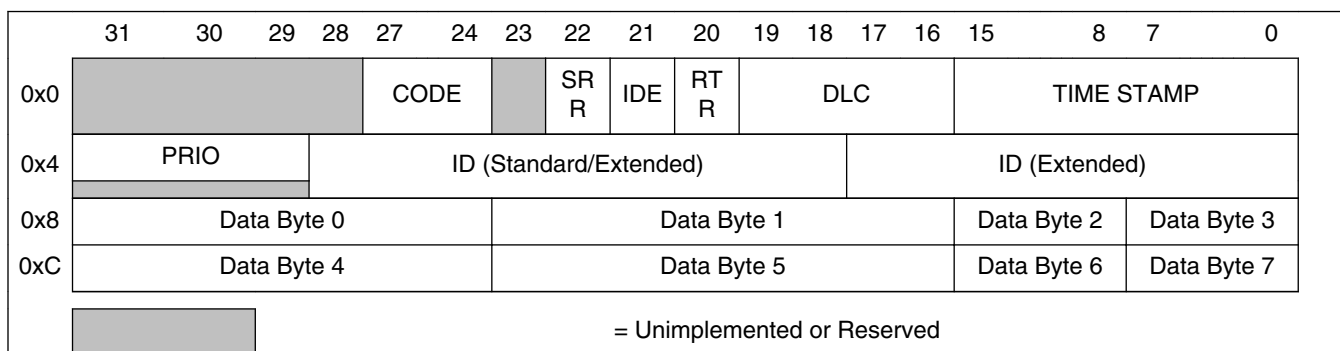 31 30 29 28 27 24 23 22 21 20 19 18 17 16 15 8 7 0
0x0 CODE SRR IDE RTR DLC TIME STAMP
0x4 PRIO ID (Standard/Extended) ID (Extended)
0x8 Data Byte 0 Data Byte 1 Data Byte 2 Data Byte 3
0xC Data Byte 4 Data Byte 5 Data Byte 6 Data Byte 7
= Unimplemented or Reserved